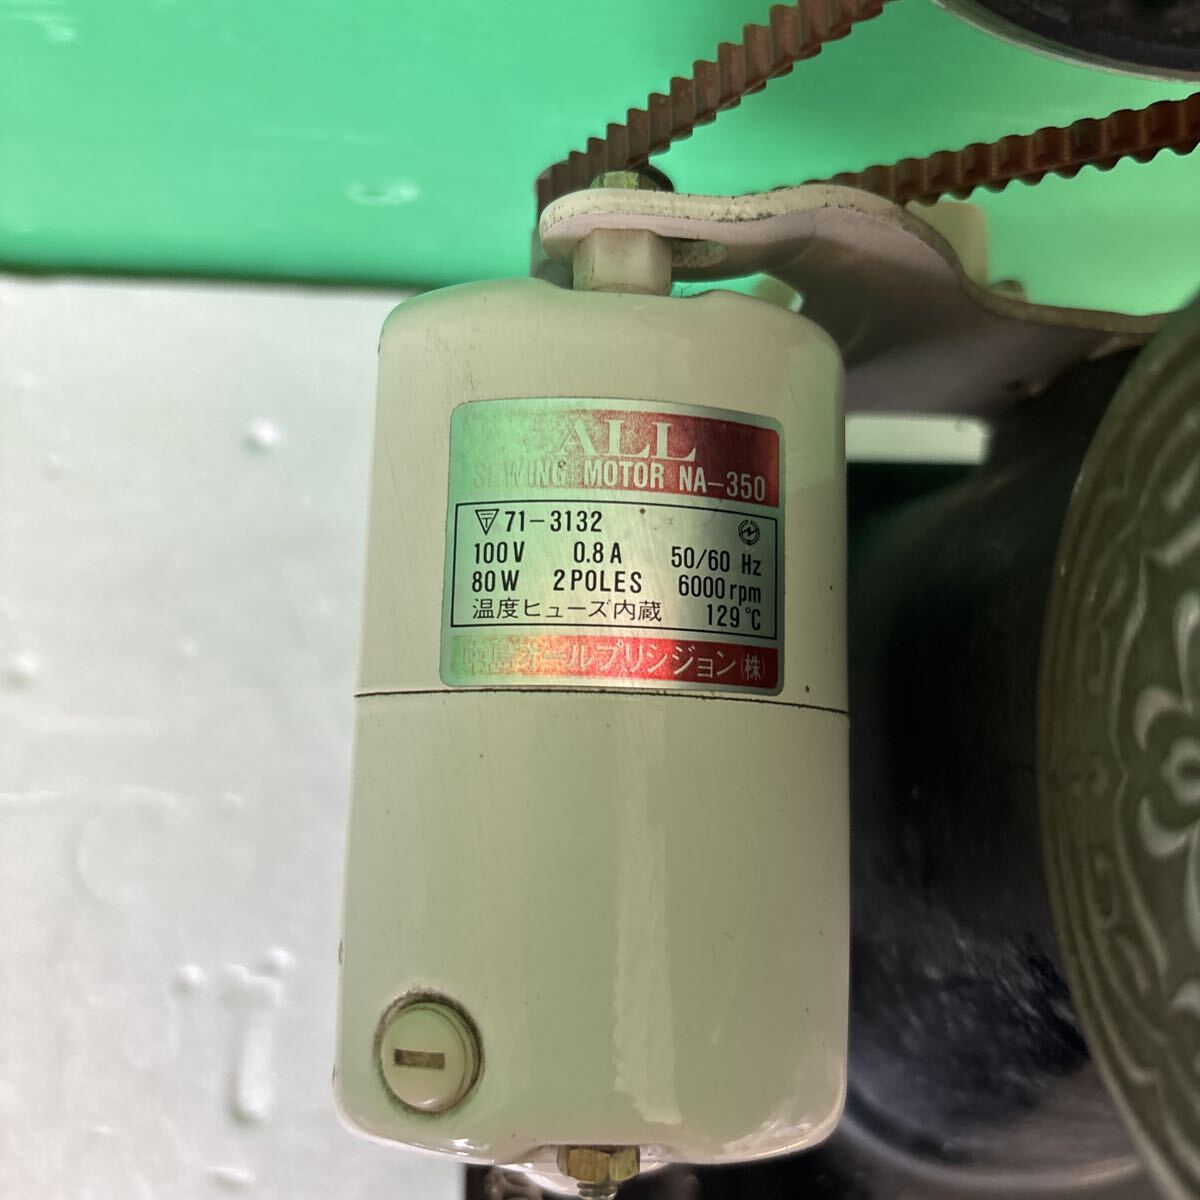 ALL
SEWING MOTOR NA-350
〒 71-3132
100V 0.8A 50/60 Hz
80W 2POLES 6000rpm
温度ヒューズ内蔵 129℃
オールプリシジョン(株)